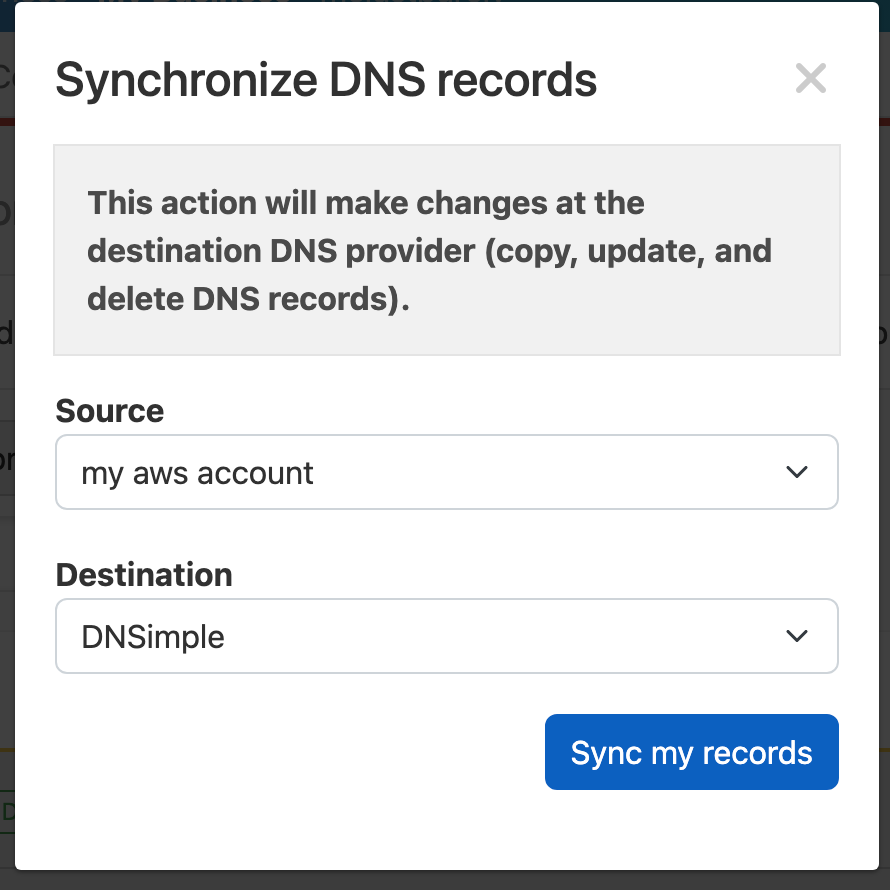 Synchronize DNS records
This action will make changes at the
destination DNS provider (copy, update, and
delete DNS records).
Source
my aws account
Destination
DNSimple
Sync my records